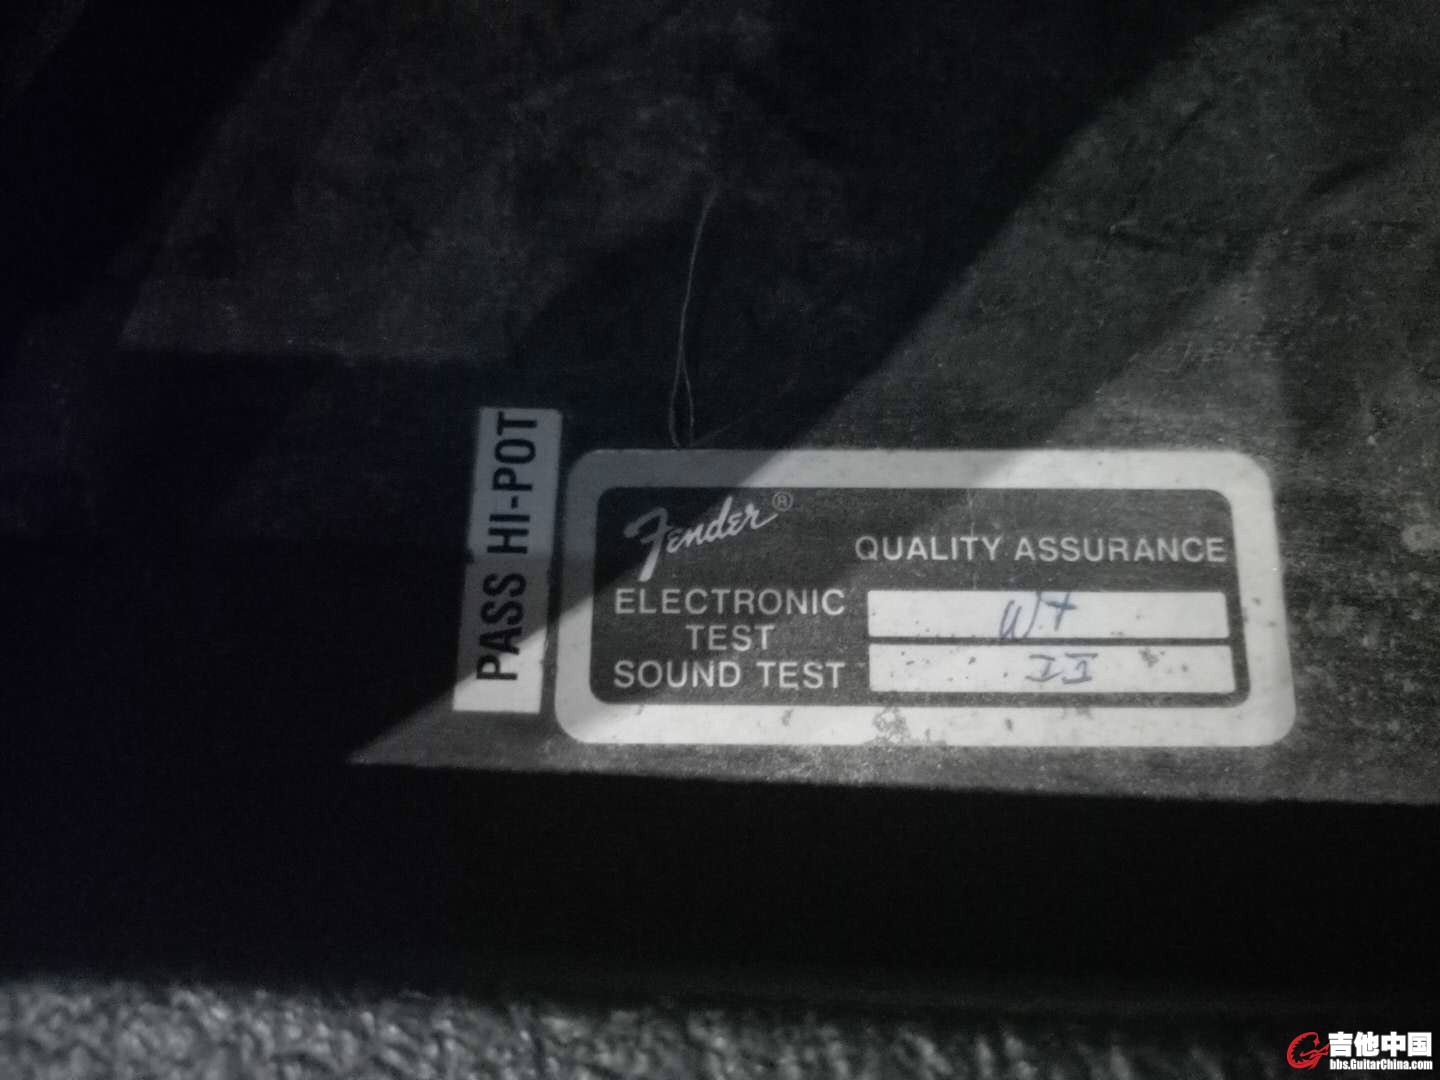 PASS HI-POT
Fender®
QUALITY ASSURANCE
ELECTRONIC
TEST
SOUND TEST
吉他中国
bbs.GuitarChina.com